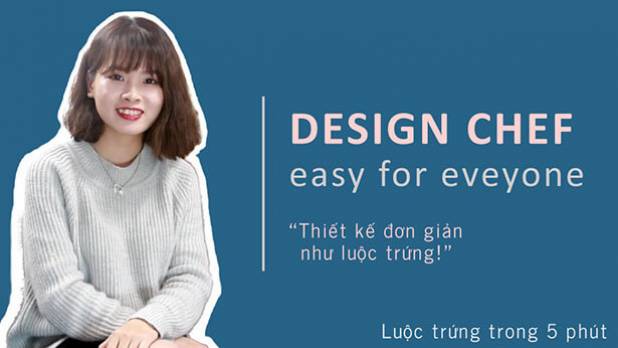 DESIGN CHEF
easy for eveyone
“Thiết kế đơn giản
như luộc trứng!”
Luộc trứng trong 5 phút